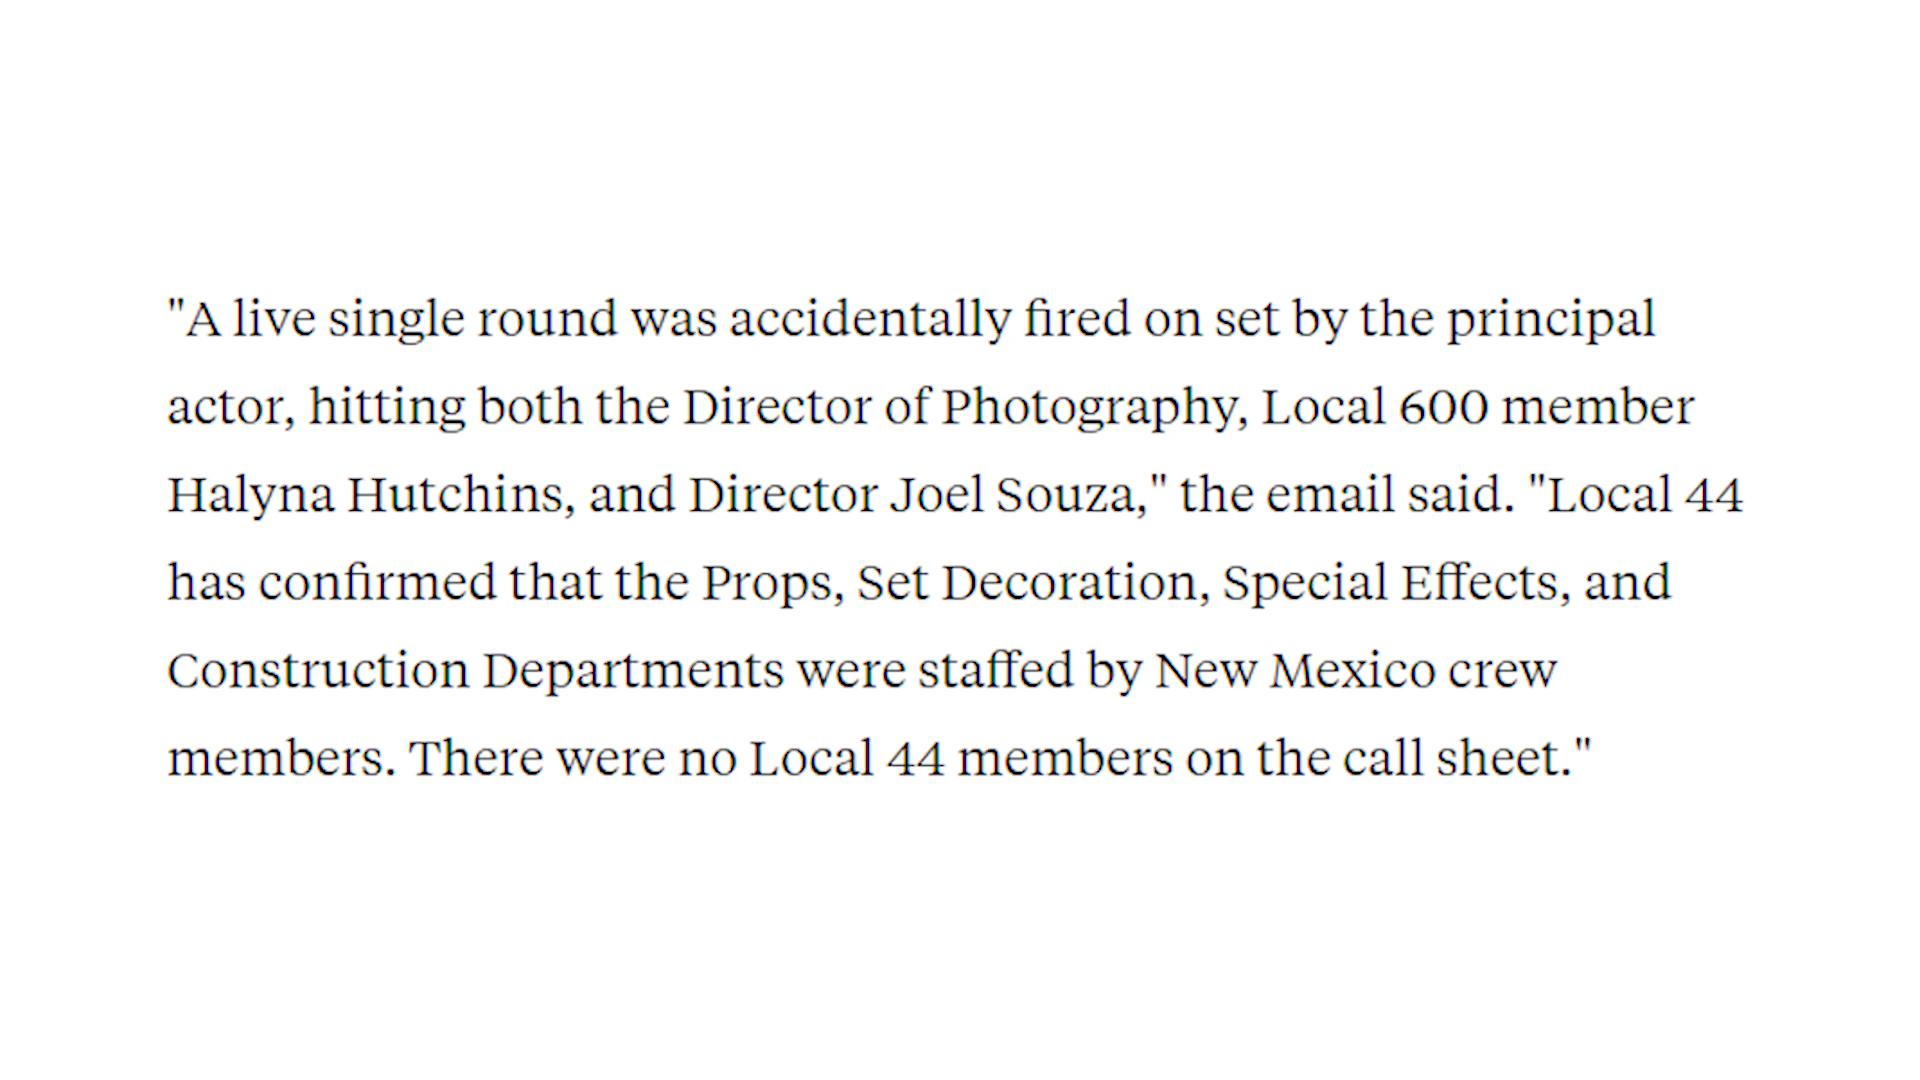 "A live single round was accidentally fired on set by the principal
actor, hitting both the Director of Photography, Local 600 member
Halyna Hutchins, and Director Joel Souza," the email said. "Local 44
has confirmed that the Props, Set Decoration, Special Effects, and
Construction Departments were staffed by New Mexico crew
members. There were no Local 44 members on the call sheet."